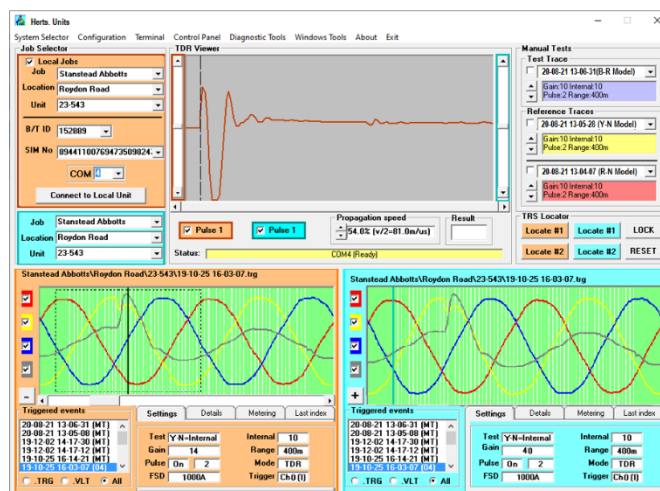 Herts. Units
System Selector Configuration Terminal Control Panel Diagnostic Tools Windows Tools About Exit
Job Selector
Local Jobs
Job Stanstead Abbotts
Location Roydon Road
Unit 23-543
B/T ID 152889
SIM No 8944110076947350982
COM 4
Connect to Local Unit
Job Stanstead Abbotts
Location Roydon Road
Unit 23-543
TDR Viewer
Pulse 1
Pulse 1
Propagation speed
54.0% (v/2=81.0m/us)
Result
Status: COM4 (Ready)
Manual Tests
Test Trace
20-08-21 13-06-31(B-R Model)
Gain:10 Internal:10
Pulse:2 Range:400m
Reference Traces
20-08-21 13-05-28 (Y-N Model)
Gain:10 Internal:10
Pulse:2 Range:400m
20-08-21 13-04-07 (R-N Model)
Gain:10 Internal:10
Pulse:2 Range:400m
TRS Locator
Locate #1 Locate #1 LOCK
Locate #2 Locate #2 RESET
Stanstead Abbotts\Roydon Road\23-543\19-10-25 16-03-07.trg
Triggered events
20-08-21 13-06-31 (MT)
20-08-21 13-05-08 (MT)
19-12-02 14-17-30 (MT)
19-12-02 14-17-12 (MT)
19-10-25 16-14-21 (MT)
19-10-25 16-03-07 (04)
.TRG .VLT All
Settings Details Metering Last index
Test Y-N=Internal Internal 10
Gain 14 Range 400m
Pulse On 2 Mode TDR
FSD 1000A Trigger Ch0 (I)
Stanstead Abbotts\Roydon Road\23-543\19-10-25 16-03-07.trg
Triggered events
20-08-21 13-06-31 (MT)
20-08-21 13-05-08 (MT)
19-12-02 14-17-30 (MT)
19-12-02 14-17-12 (MT)
19-10-25 16-14-21 (MT)
19-10-25 16-03-07 (04)
.TRG .VLT All
Settings Details Metering Last index
Test Y-N=Internal Internal 10
Gain 40 Range 400m
Pulse On 2 Mode TDR
FSD 1000A Trigger Ch0 (I)